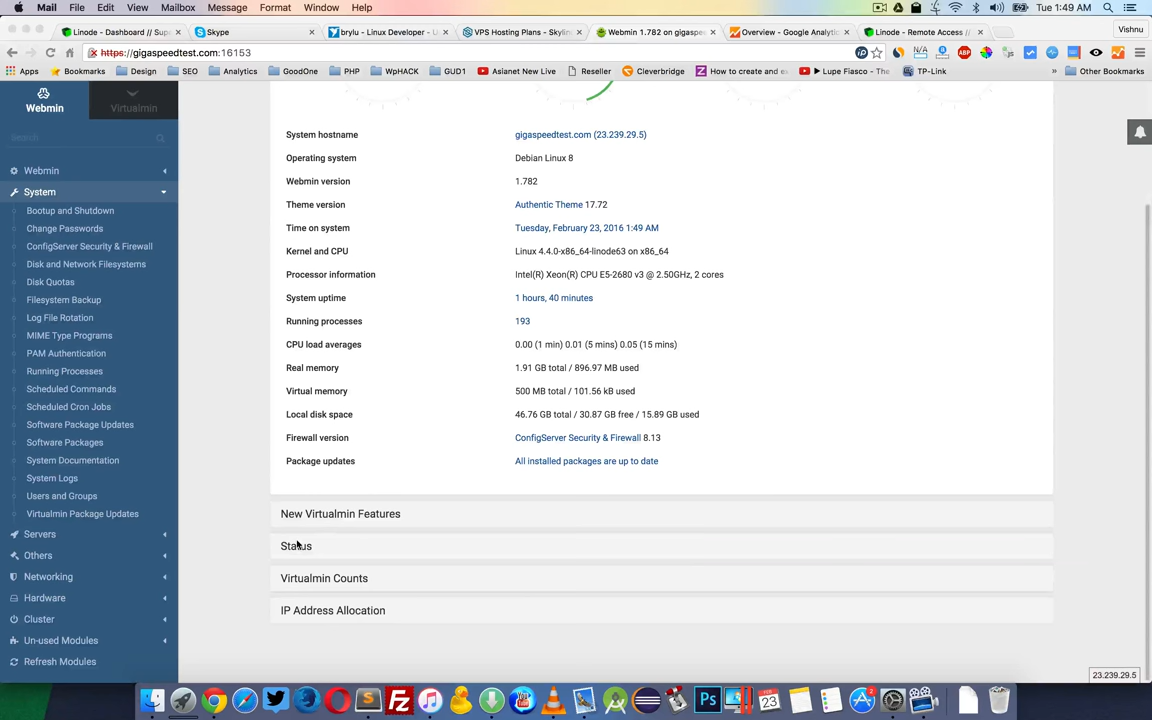 Mail File Edit View Mailbox Message Format Window Help Tue 1:49 AM
Linode - Dashboard // Sup Skype brylu - Linux Developer - VPS Hosting Plans - Skylin Webmin 1.782 on gigaspe Overview - Google Analytic Linode - Remote Access // Vishnu
https://gigaspeedtest.com:16153
Apps Bookmarks Design SEO Analytics GoodOne PHP WpHACK GUD1 Asianet New Live Reseller Cleverbridge How to create and e Lupe Fiasco — The TP-Link » Other Bookmarks
Webmin
Virtualmin
Search
Webmin
System
Bootup and Shutdown
Change Passwords
ConfigServer Security & Firewall
Disk and Network Filesystems
Disk Quotas
Filesystem Backup
Log File Rotation
MIME Type Programs
PAM Authentication
Running Processes
Scheduled Commands
Scheduled Cron Jobs
Software Package Updates
Software Packages
System Documentation
System Logs
Users and Groups
Virtualmin Package Updates
Servers
Others
Networking
Hardware
Cluster
Un-used Modules
Refresh Modules
System hostname gigaspeedtest.com (23.239.29.5)
Operating system Debian Linux 8
Webmin version 1.782
Theme version Authentic Theme 17.72
Time on system Tuesday, February 23, 2016 1:49 AM
Kernel and CPU Linux 4.4.0-x86_64-linode63 on x86_64
Processor information Intel(R) Xeon(R) CPU E5-2680 v3 @ 2.50GHz, 2 cores
System uptime 1 hours, 40 minutes
Running processes 193
CPU load averages 0.00 (1 min) 0.01 (5 mins) 0.05 (15 mins)
Real memory 1.91 GB total / 896.97 MB used
Virtual memory 500 MB total / 101.56 kB used
Local disk space 46.76 GB total / 30.87 GB free / 15.89 GB used
Firewall version ConfigServer Security & Firewall 8.13
Package updates All installed packages are up to date
New Virtualmin Features
Status
Virtualmin Counts
IP Address Allocation
23.239.29.5